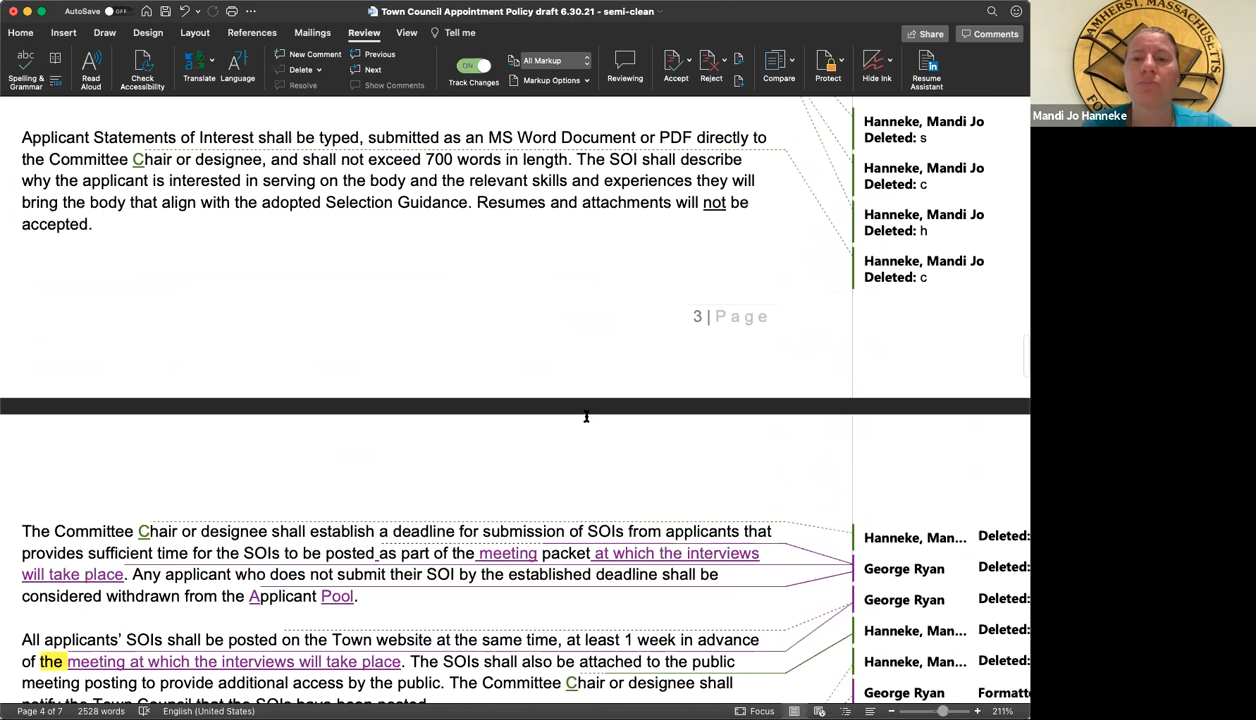 AutoSave OFF Town Council Appointment Policy draft 6.30.21 - semi-clean
Home Insert Draw Design Layout References Mailings Review View Tell me Share Comments
abc Spelling & Grammar
Read Aloud
Check Accessibility
Translate Language
New Comment
Delete
Resolve
Previous
Next
Show Comments
ON
Track Changes
All Markup
Markup Options
Reviewing
Accept Reject
Compare
Protect
Hide Ink
Resume Assistant
Applicant Statements of Interest shall be typed, submitted as an MS Word Document or PDF directly to
the Committee Chair or designee, and shall not exceed 700 words in length. The SOI shall describe
why the applicant is interested in serving on the body and the relevant skills and experiences they will
bring the body that align with the adopted Selection Guidance. Resumes and attachments will not be
accepted.
Hanneke, Mandi Jo
Deleted: s
Hanneke, Mandi Jo
Deleted: c
Hanneke, Mandi Jo
Deleted: h
Hanneke, Mandi Jo
Deleted: c
3 | Page
The Committee Chair or designee shall establish a deadline for submission of SOIs from applicants that
provides sufficient time for the SOIs to be posted as part of the meeting packet at which the interviews
will take place. Any applicant who does not submit their SOI by the established deadline shall be
considered withdrawn from the Applicant Pool.
All applicants’ SOIs shall be posted on the Town website at the same time, at least 1 week in advance
of the meeting at which the interviews will take place. The SOIs shall also be attached to the public
meeting posting to provide additional access by the public. The Committee Chair or designee shall
notify the Town Council that the SOIs have been posted.
Hanneke, Man... Deleted:
George Ryan Deleted:
George Ryan Deleted:
Hanneke, Man... Deleted:
Hanneke, Man... Deleted:
George Ryan Formatte
Page 4 of 7 2528 words English (United States) Focus 211%
AMHERST, MASSACHUSETTS
Mandi Jo Hanneke